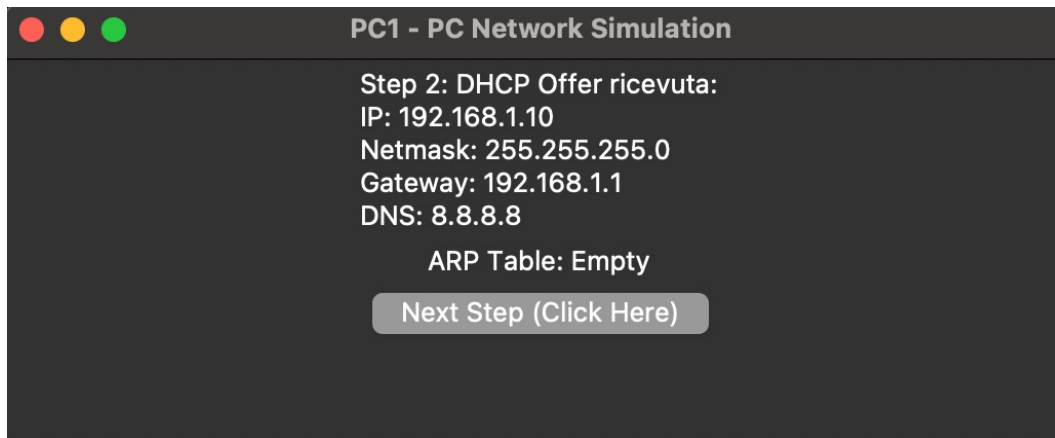 PC1 - PC Network Simulation
Step 2: DHCP Offer ricevuta:
IP: 192.168.1.10
Netmask: 255.255.255.0
Gateway: 192.168.1.1
DNS: 8.8.8.8
ARP Table: Empty
Next Step (Click Here)